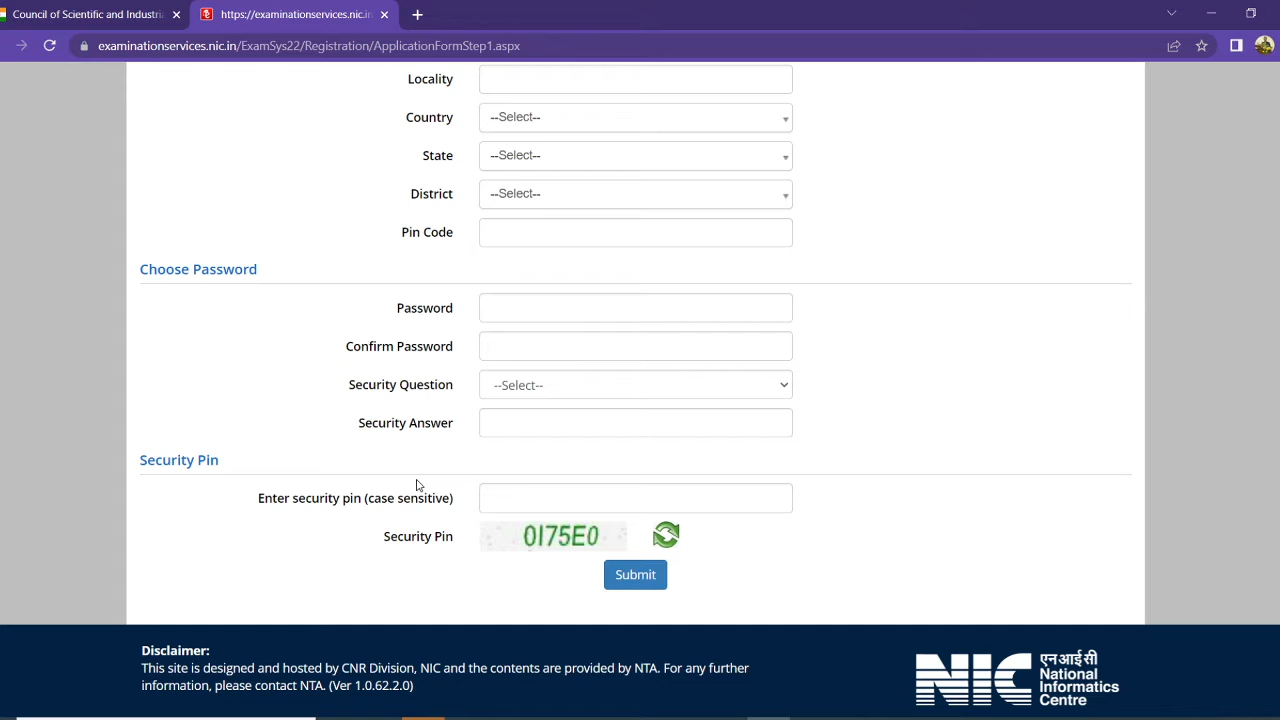 Council of Scientific and Industria
https://examinationservices.nic.in
examinationservices.nic.in/ExamSys22/Registration/ApplicationFormStep1.aspx
Locality
Country --Select--
State --Select--
District --Select--
Pin Code
Choose Password
Password
Confirm Password
Security Question --Select--
Security Answer
Security Pin
Enter security pin (case sensitive)
Security Pin 0I75E0
Submit
Disclaimer:
This site is designed and hosted by CNR Division, NIC and the contents are provided by NTA. For any further
information, please contact NTA. (Ver 1.0.62.2.0)
NIC
एन आई सी
National
Informatics
Centre